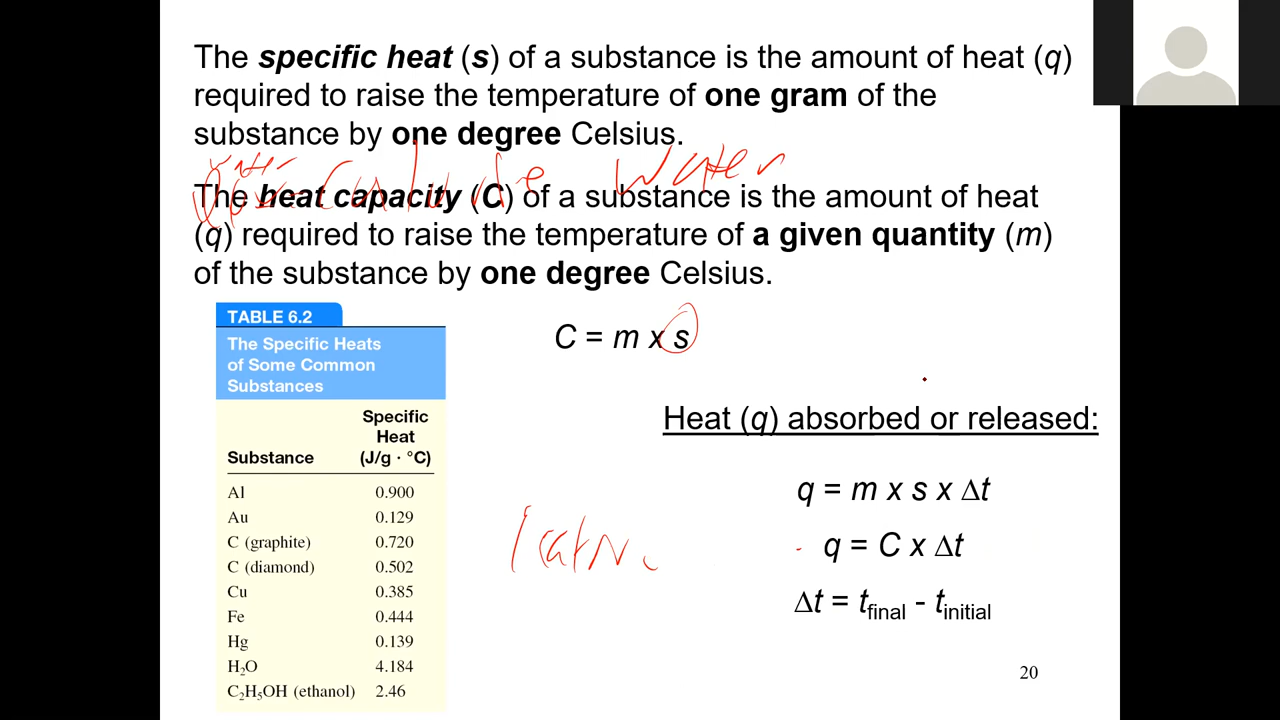 The specific heat (s) of a substance is the amount of heat (q)
required to raise the temperature of one gram of the
substance by one degree Celsius.
water
The heat capacity (C) of a substance is the amount of heat
(q) required to raise the temperature of a given quantity (m)
of the substance by one degree Celsius.
TABLE 6.2
The Specific Heats
of Some Common
Substances
Substance Specific Heat (J/g · °C)
Al 0.900
Au 0.129
C (graphite) 0.720
C (diamond) 0.502
Cu 0.385
Fe 0.444
Hg 0.139
H₂O 4.184
C₂H₅OH (ethanol) 2.46
C = m x s
Heat (q) absorbed or released:
q = m x s x Δt
q = C x Δt
Δt = t_final - t_initial
20